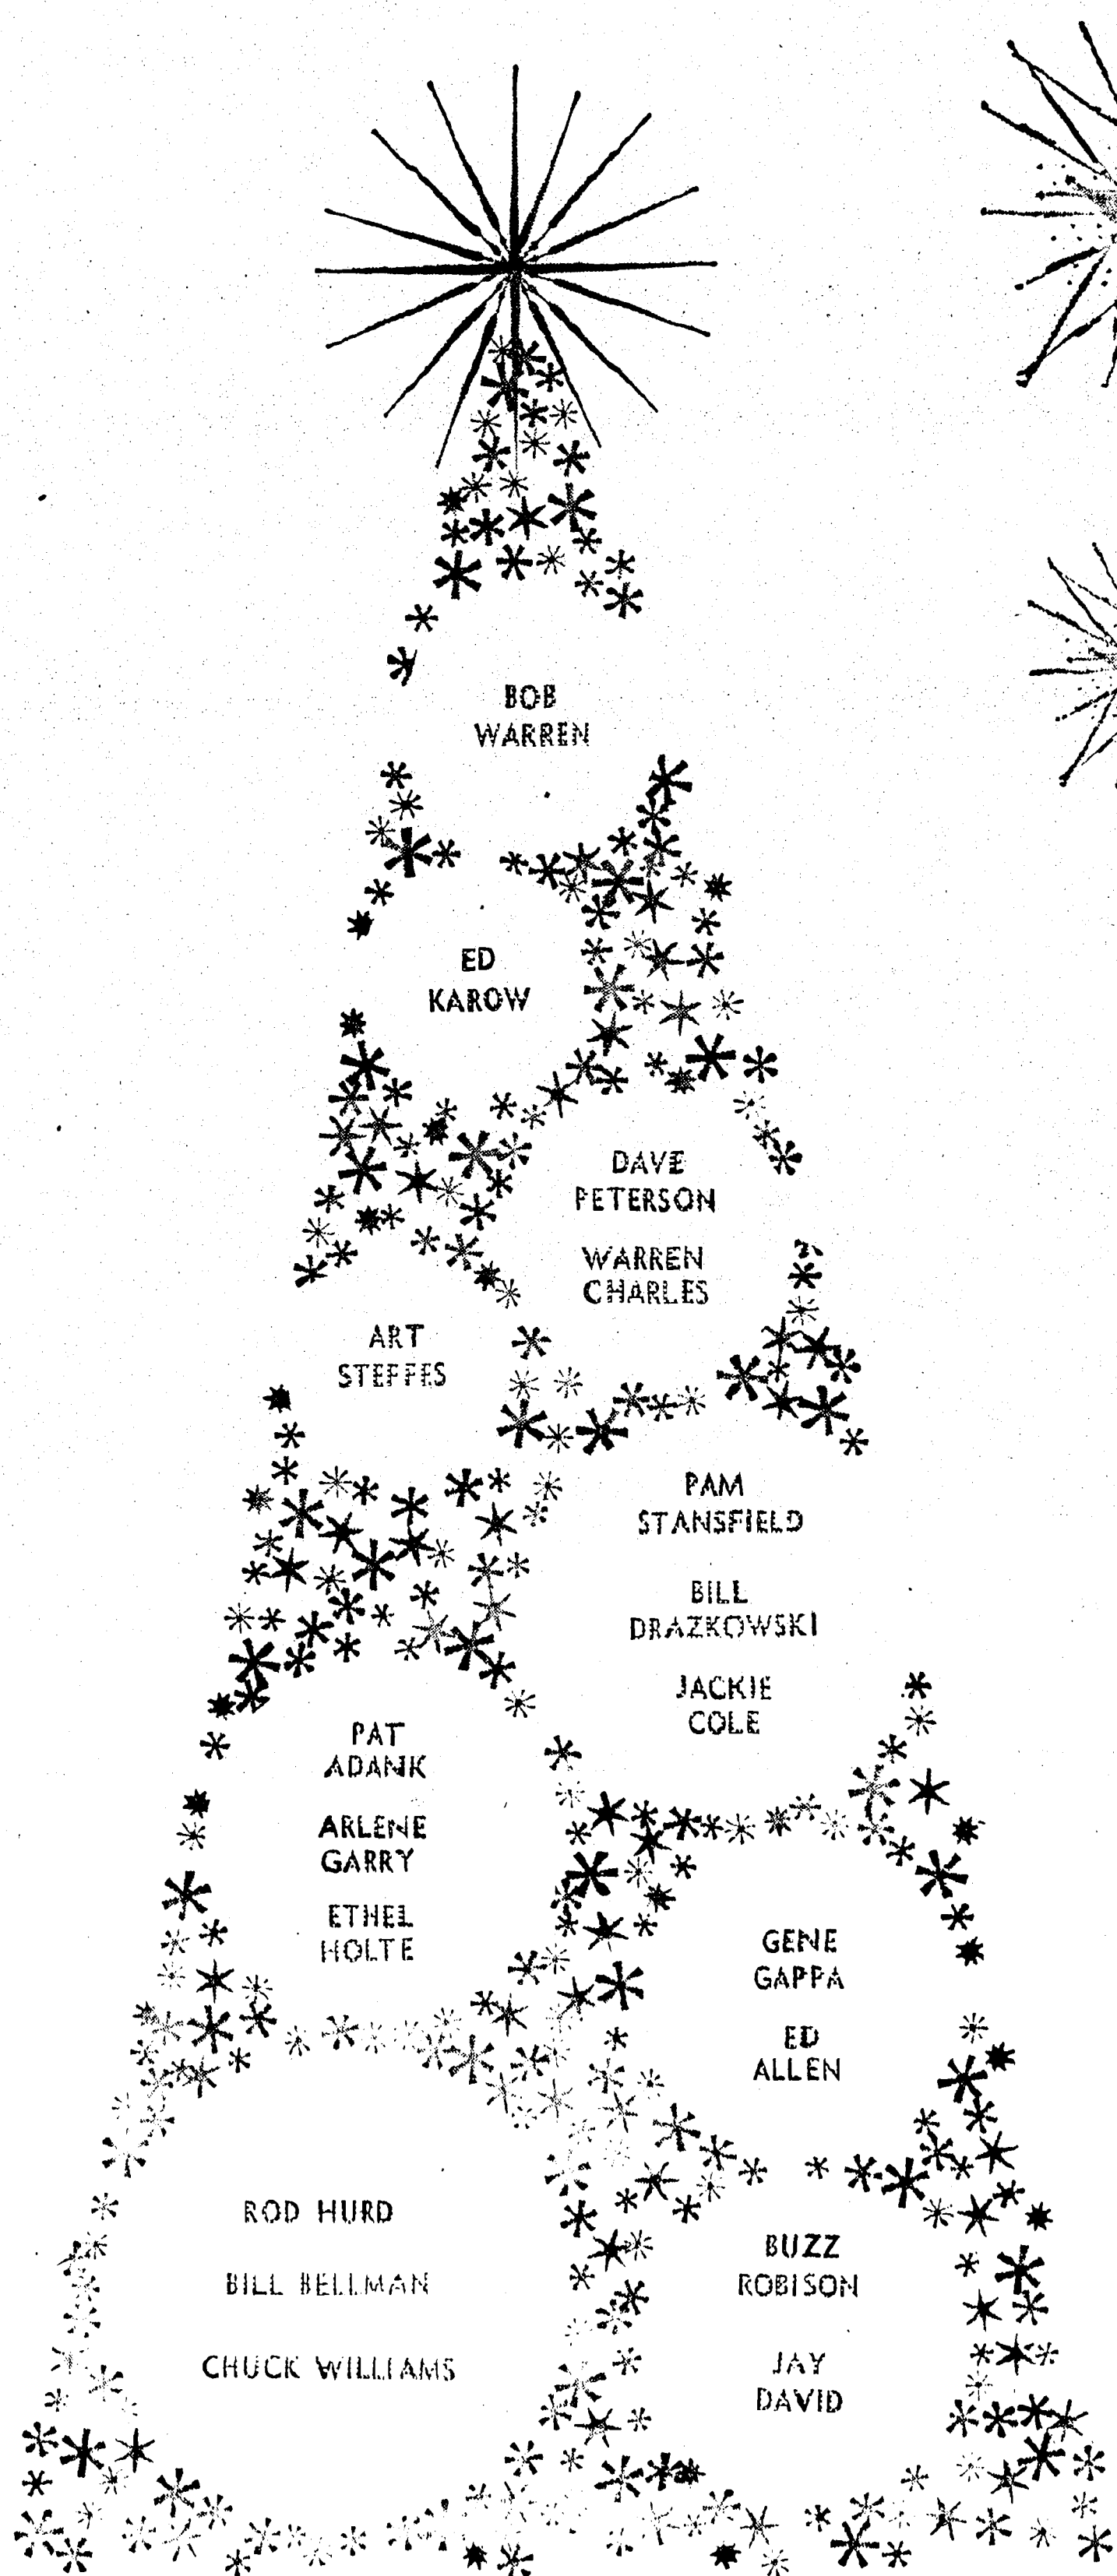 BOB
WARREN
ED
KAROW
DAVE
PETERSON
WARREN
CHARLES
ART
STEFFES
PAM
STANSFIELD
BILL
DRAZKOWSKI
JACKIE
COLE
PAT
ADANK
ARLENE
GARRY
ETHEL
HOLTE
GENE
GAPPA
ED
ALLEN
ROD HURD
BILL BELLMAN
CHUCK WILLIAMS
BUZZ
ROBISON
JAY
DAVID